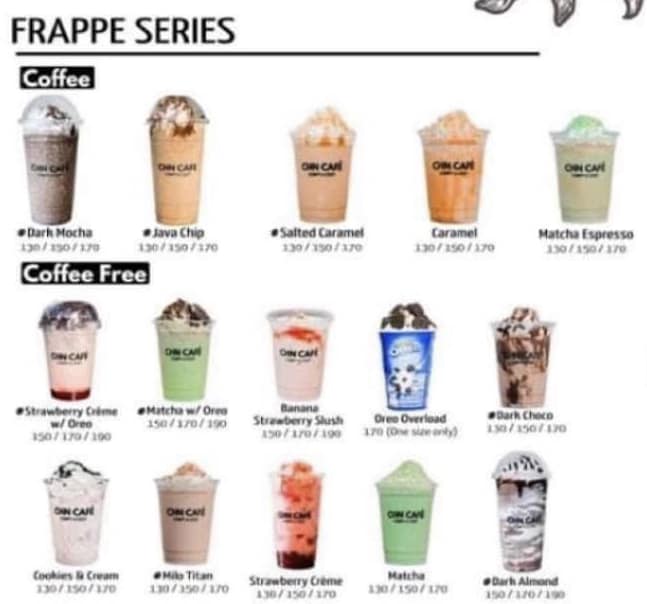 FRAPPE SERIES
Coffee
#Dark Mocha
130 / 150 / 170
#Java Chip
130 / 150 / 170
#Salted Caramel
130 / 150 / 170
Caramel
130 / 150 / 170
Matcha Espresso
130 / 150 / 170
Coffee Free
#Strawberry Crème
w/ Oreo
150 / 170 / 190
#Matcha w/ Oreo
150 / 170 / 190
Banana
Strawberry Slush
150 / 170 / 190
Oreo Overload
170 (One size only)
#Dark Choco
130 / 150 / 170
Cookies & Cream
130 / 150 / 170
#Milo Titan
130 / 150 / 170
Strawberry Crème
130 / 150 / 170
Matcha
130 / 150 / 170
#Dark Almond
150 / 170 / 190